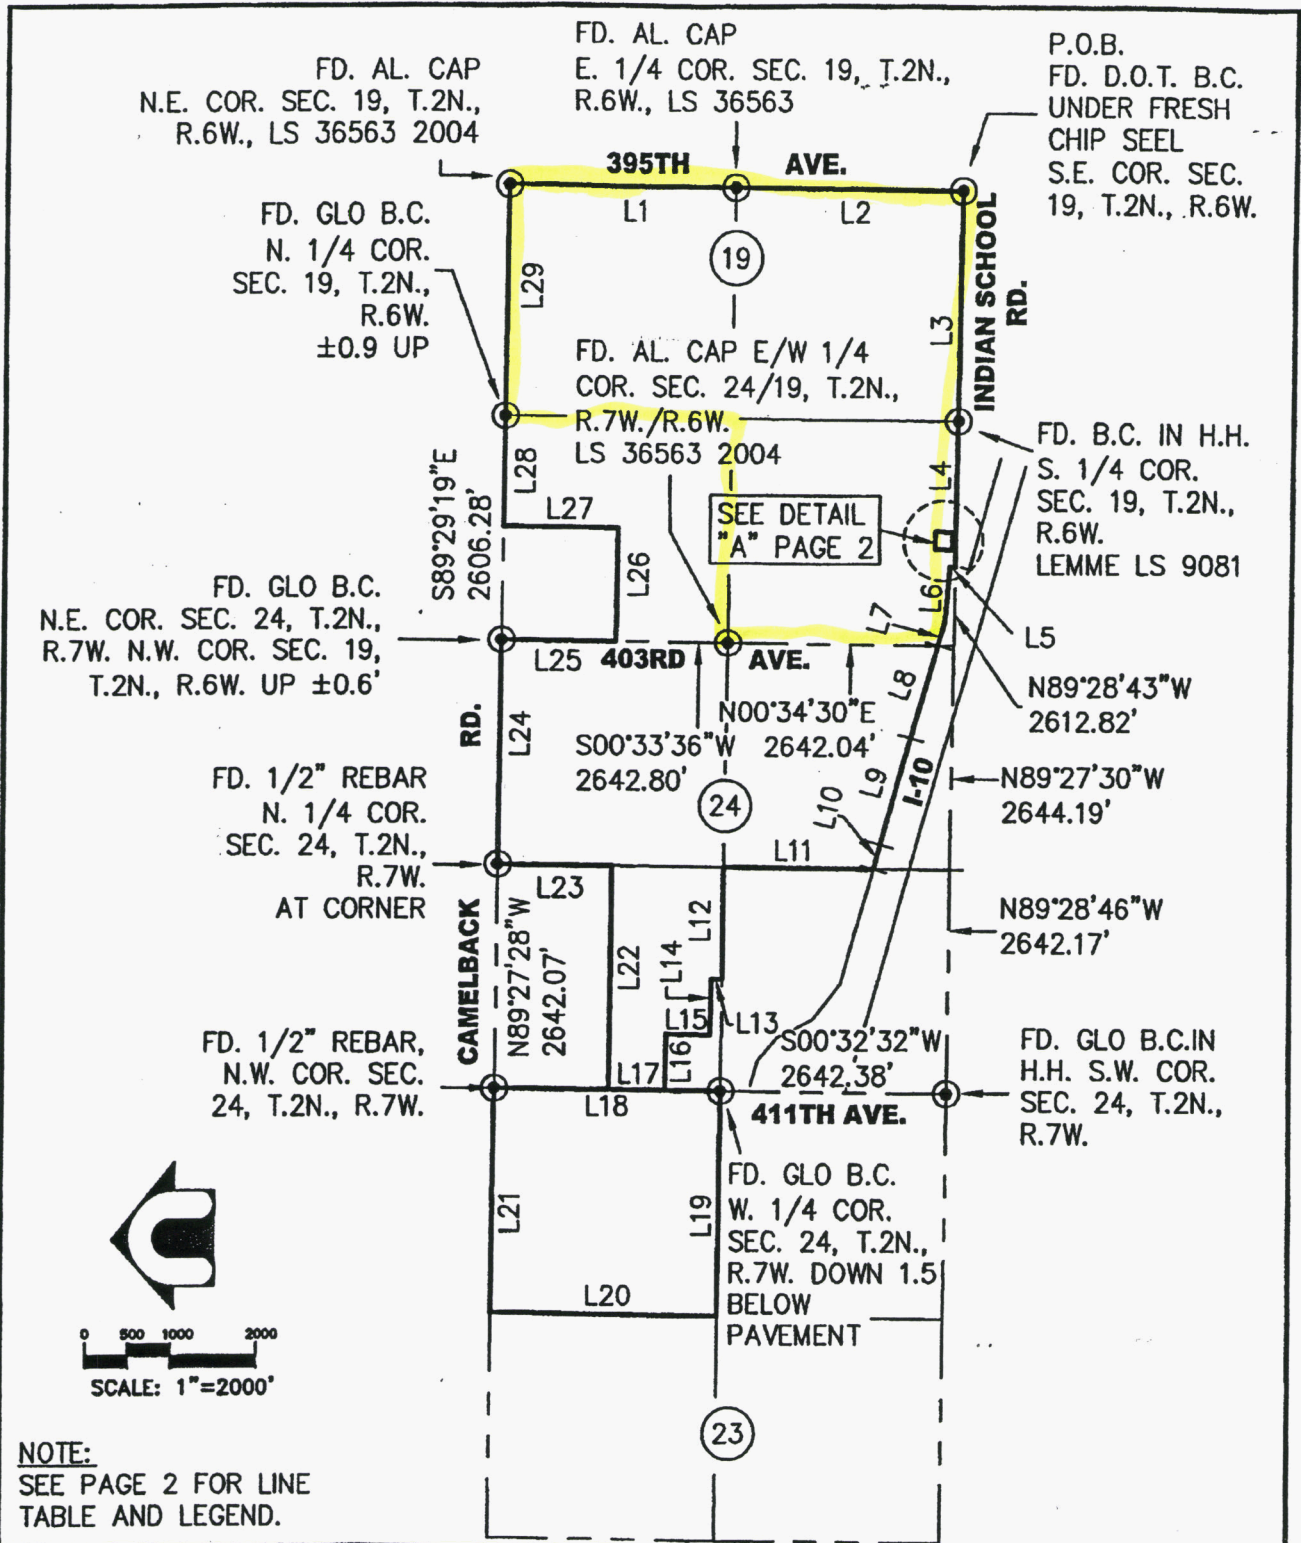 FD. AL. CAP
N.E. COR. SEC. 19, T.2N.,
R.6W., LS 36563 2004
FD. AL. CAP
E. 1/4 COR. SEC. 19, T.2N.,
R.6W., LS 36563
P.O.B.
FD. D.O.T. B.C.
UNDER FRESH
CHIP SEEL
S.E. COR. SEC.
19, T.2N., R.6W.
395TH AVE.
L1
L2
19
FD. GLO B.C.
N. 1/4 COR.
SEC. 19, T.2N.,
R.6W.
±0.9 UP
L29
L3
INDIAN SCHOOL
RD.
FD. AL. CAP E/W 1/4
COR. SEC. 24/19, T.2N.,
R.7W./R.6W.
LS 36563 2004
FD. B.C. IN H.H.
S. 1/4 COR.
SEC. 19, T.2N.,
R.6W.
LEMME LS 9081
S89°29'19"E
2606.28'
L28
L27
L26
L4
SEE DETAIL
"A" PAGE 2
L6
L7
L5
FD. GLO B.C.
N.E. COR. SEC. 24, T.2N.,
R.7W. N.W. COR. SEC. 19,
T.2N., R.6W. UP ±0.6'
L25
403RD AVE.
N89°28'43"W
2612.82'
L8
RD.
L24
N00°34'30"E
2642.04'
S00°33'36"W
2642.80'
24
L9
I-10
L10
N89°27'30"W
2644.19'
FD. 1/2" REBAR
N. 1/4 COR.
SEC. 24, T.2N.,
R.7W.
AT CORNER
L23
L11
CAMELBACK
N89°27'28"W
2642.07'
L22
L14
L12
N89°28'46"W
2642.17'
L15
L13
L16
S00°32'32"W
2642.38'
FD. 1/2" REBAR,
N.W. COR. SEC.
24, T.2N., R.7W.
L17
L18
411TH AVE.
FD. GLO B.C.IN
H.H. S.W. COR.
SEC. 24, T.2N.,
R.7W.
L21
L19
FD. GLO B.C.
W. 1/4 COR.
SEC. 24, T.2N.,
R.7W. DOWN 1.5
BELOW
PAVEMENT
L20
0 500 1000 2000
SCALE: 1"=2000'
23
NOTE:
SEE PAGE 2 FOR LINE
TABLE AND LEGEND.